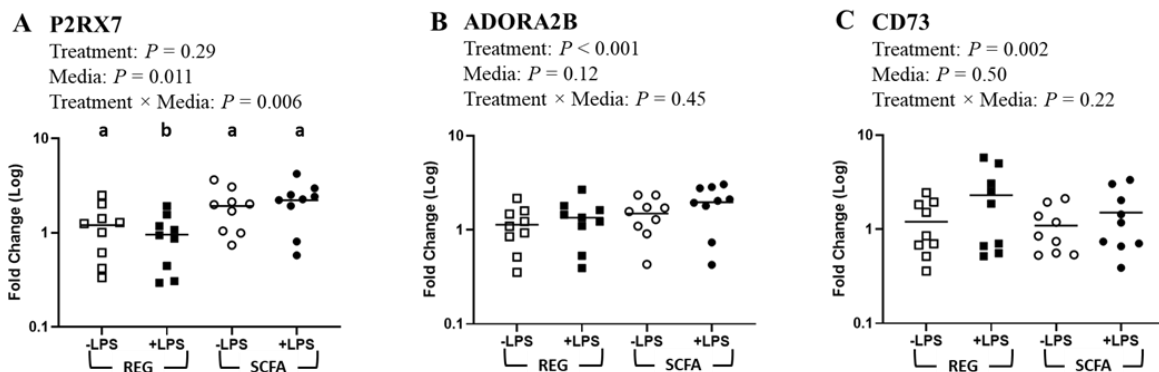 A P2RX7
Treatment: P = 0.29
Media: P = 0.011
Treatment × Media: P = 0.006
a b a a
10
1
0.1
Fold Change (Log)
-LPS +LPS -LPS +LPS
REG SCFA
B ADORA2B
Treatment: P < 0.001
Media: P = 0.12
Treatment × Media: P = 0.45
10
1
0.1
Fold Change (Log)
-LPS +LPS -LPS +LPS
REG SCFA
C CD73
Treatment: P = 0.002
Media: P = 0.50
Treatment × Media: P = 0.22
10
1
0.1
Fold Change (Log)
-LPS +LPS -LPS +LPS
REG SCFA